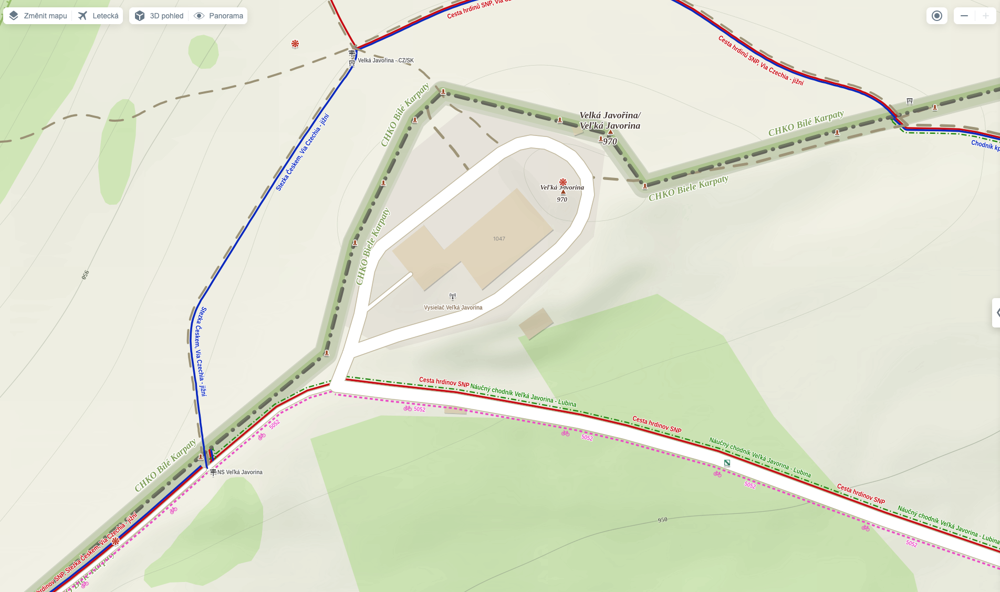 Změnit mapu
Letecká
3D pohled
Panorama
Cesta hrdinů SNP, Via
Velká Javořina - CZ/SK
Cesta hrdinů SNP, Via Czechia - jižní
CHKO Bílé Karpaty
Velká Javořina/
Veľká Javorina
970
CHKO Bílé Karpaty
Chodník
Stezka Českem, Via Czechia - jižní
Veľká Javorina
970
CHKO Biele Karpaty
CHKO Biele Karpaty
1047
950
Vysielač Veľká Javorina
Stezka Českem, Via Czechia - jižní
Cesta hrdinov SNP
Náučný chodník Veľká Javorina - Lubina
5052
5052
5052
Cesta hrdinov SNP
Náučný chodník Veľká Javorina - Lubina
CHKO Bílé Karpaty
NS Veľká Javorina
5052
Cesta hrdinov SNP
Náučný chodník Veľká Javorina - Lubina
950
5052
hrdinov SNP, Stezka Českem, Via Czechia - jižní
Biele Karpaty